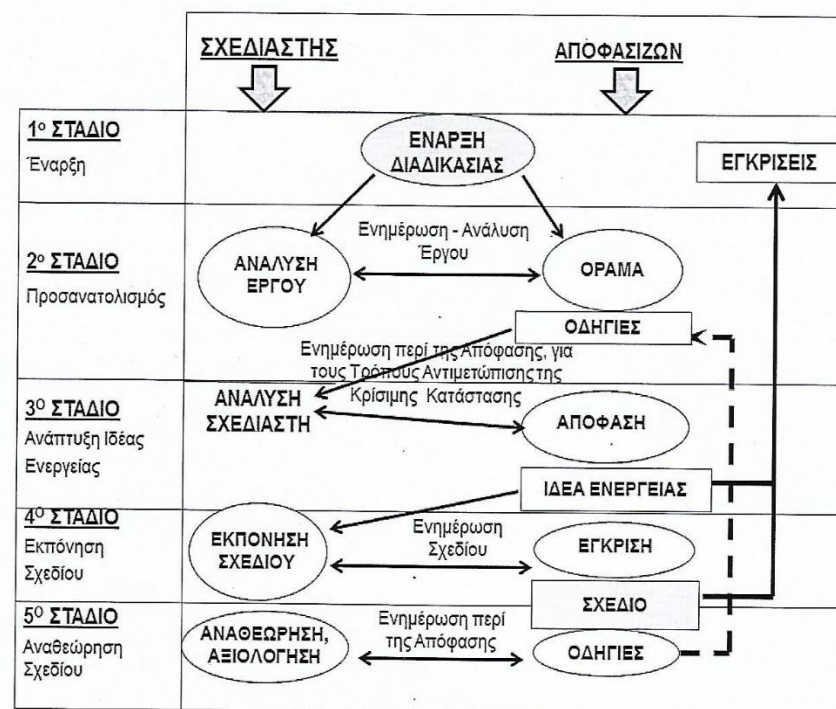 ΣΧΕΔΙΑΣΤΗΣ
ΑΠΟΦΑΣΙΖΩΝ
1ο ΣΤΑΔΙΟ
Έναρξη
ΕΝΑΡΞΗ
ΔΙΑΔΙΚΑΣΙΑΣ
ΕΓΚΡΙΣΕΙΣ
2ο ΣΤΑΔΙΟ
Προσανατολισμός
ΑΝΑΛΥΣΗ
ΕΡΓΟΥ
Ενημέρωση - Ανάλυση
Έργου
ΟΡΑΜΑ
ΟΔΗΓΙΕΣ
Ενημέρωση περί της Απόφασης, για
τους Τρόπους Αντιμετώπισης της
Κρίσιμης Κατάστασης
3Ο ΣΤΑΔΙΟ
Ανάπτυξη Ιδέας
Ενεργείας
ΑΝΑΛΥΣΗ
ΣΧΕΔΙΑΣΤΗ
ΑΠΟΦΑΣΗ
ΙΔΕΑ ΕΝΕΡΓΕΙΑΣ
4Ο ΣΤΑΔΙΟ
Εκπόνηση
Σχεδίου
ΕΚΠΟΝΗΣΗ
ΣΧΕΔΙΟΥ
Ενημέρωση
Σχεδίου
ΕΓΚΡΙΣΗ
ΣΧΕΔΙΟ
5Ο ΣΤΑΔΙΟ
Αναθεώρηση
Σχεδίου
ΑΝΑΘΕΩΡΗΣΗ,
ΑΞΙΟΛΟΓΗΣΗ
Ενημέρωση περί
της Απόφασης
ΟΔΗΓΙΕΣ